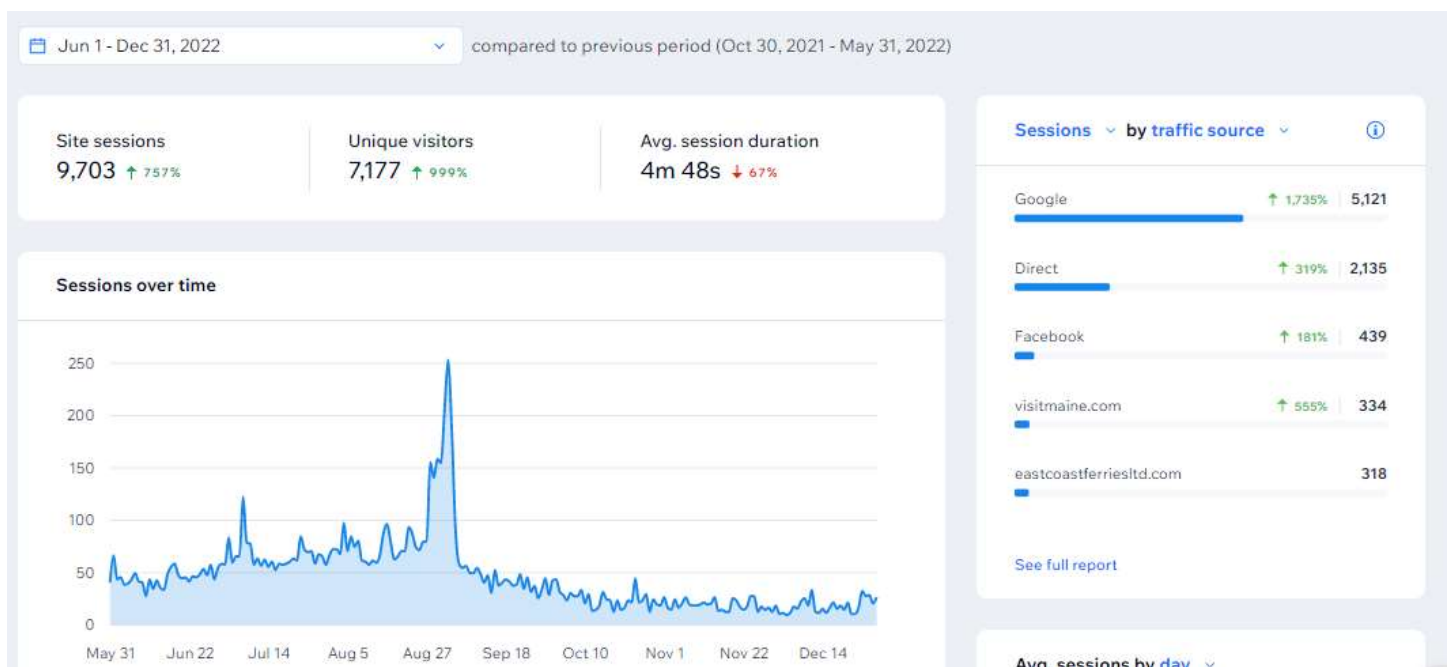 Jun 1 - Dec 31, 2022 compared to previous period (Oct 30, 2021 - May 31, 2022)
Site sessions
9,703 ↑ 757%
Unique visitors
7,177 ↑ 999%
Avg. session duration
4m 48s ↓ 67%
Sessions over time
250
200
150
100
50
0
May 31 Jun 22 Jul 14 Aug 5 Aug 27 Sep 18 Oct 10 Nov 1 Nov 22 Dec 14
Sessions by traffic source
Google ↑ 1,735% 5,121
Direct ↑ 319% 2,135
Facebook ↑ 181% 439
visitmaine.com ↑ 555% 334
eastcoastferriesltd.com 318
See full report
Avg. sessions by day